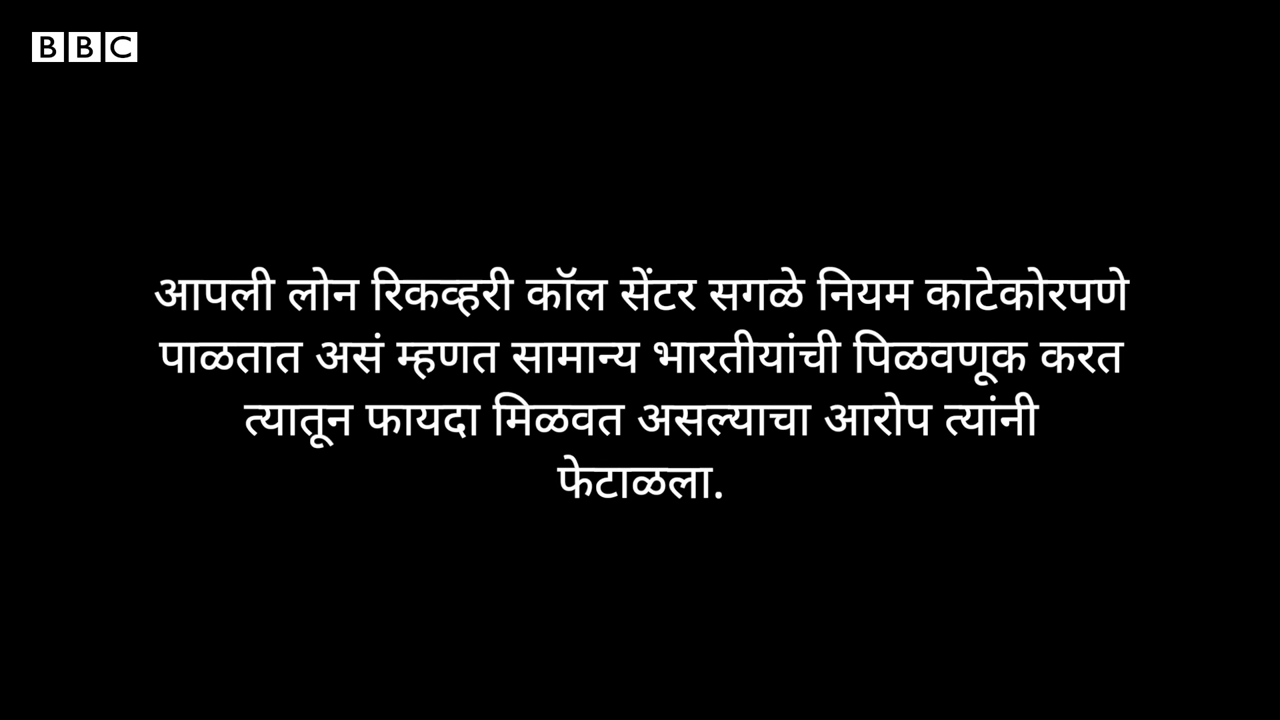 BBC
आपली लोन रिकव्हरी कॉल सेंटर सगळे नियम काटेकोरपणे
पाळतात असं म्हणत सामान्य भारतीयांची पिळवणूक करत
त्यातून फायदा मिळवत असल्याचा आरोप त्यांनी
फेटाळला.